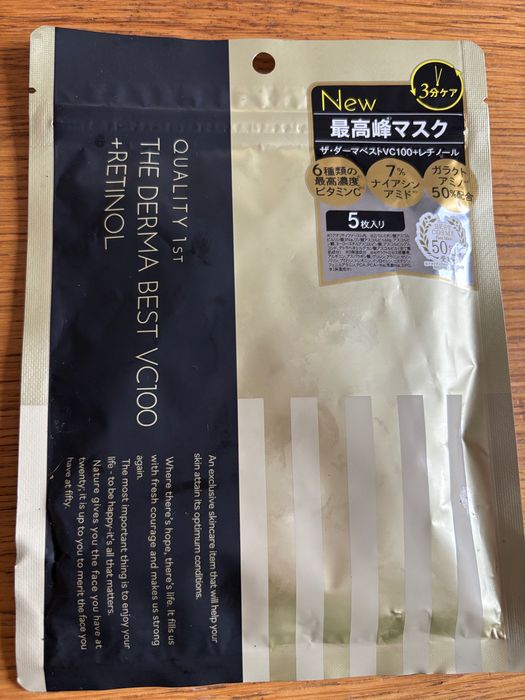 QUALITY 1ST
THE DERMA BEST VC100
+RETINOL
An exclusive skincare item that will help your
skin attain its optimum conditions.
Where there's hope, there's life. It fills us
with fresh courage and makes us strong
again.
The most important thing is to enjoy your
life - to be happy-it's all that matters.
Nature gives you the face you have at
twenty; it is up to you to merit the face you
have at fifty.
3分ケア
New
最高峰マスク
ザ・ダーマベストVC100+レチノール
6種類の
最高濃度
ビタミンC
7%
ナイアシン
アミド
ガラクト
アミノ
50%配合
5枚入り